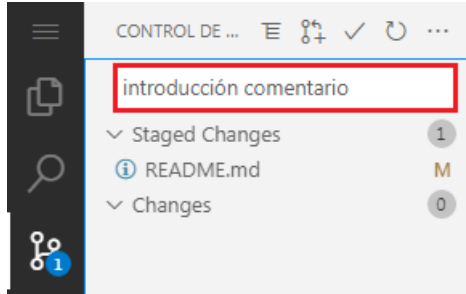 CONTROL DE ...
introducción comentario
Staged Changes 1
README.md M
Changes 0
1